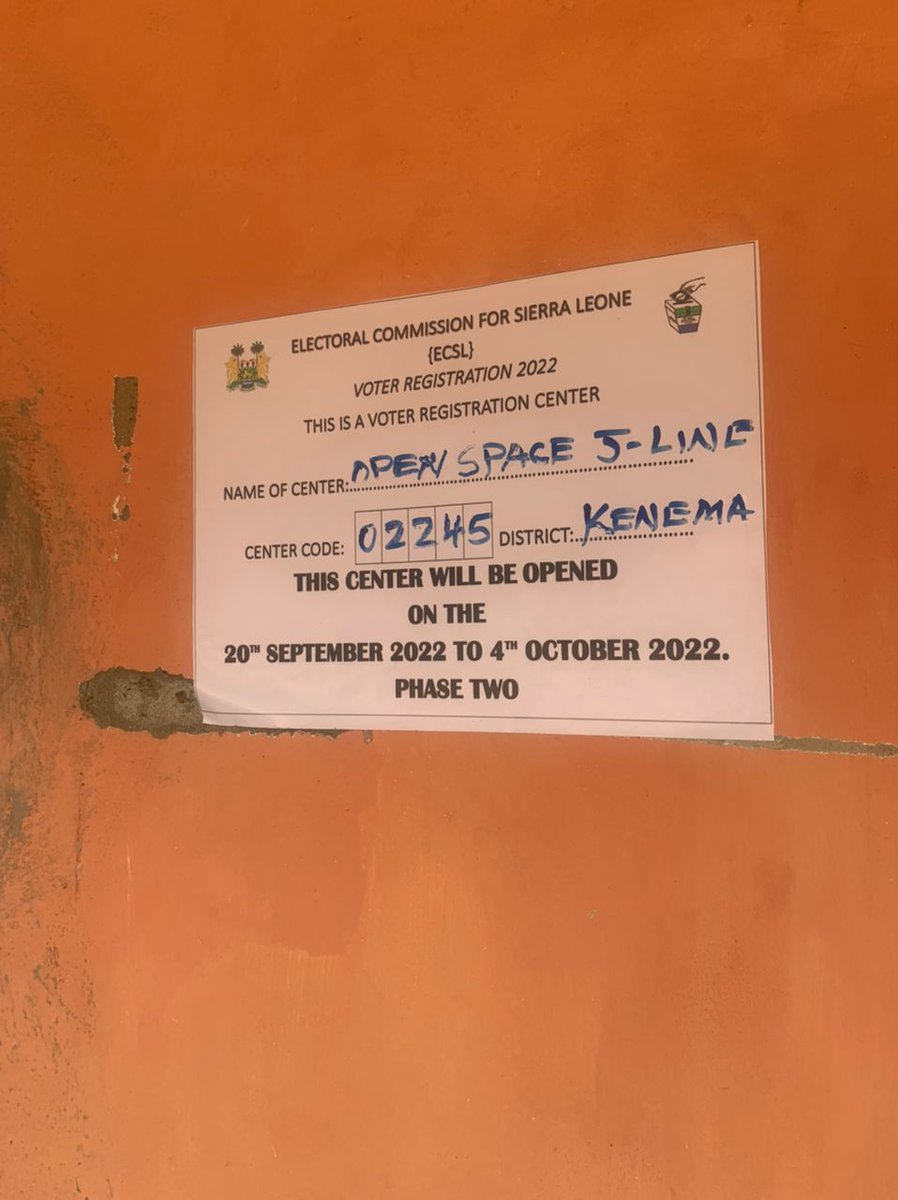 ELECTORAL COMMISSION FOR SIERRA LEONE
{ECSL}
VOTER REGISTRATION 2022
THIS IS A VOTER REGISTRATION CENTER
NAME OF CENTER: OPEN SPACE J-LINE
CENTER CODE: 02245 DISTRICT: KENEMA
THIS CENTER WILL BE OPENED
ON THE
20TH SEPTEMBER 2022 TO 4TH OCTOBER 2022.
PHASE TWO